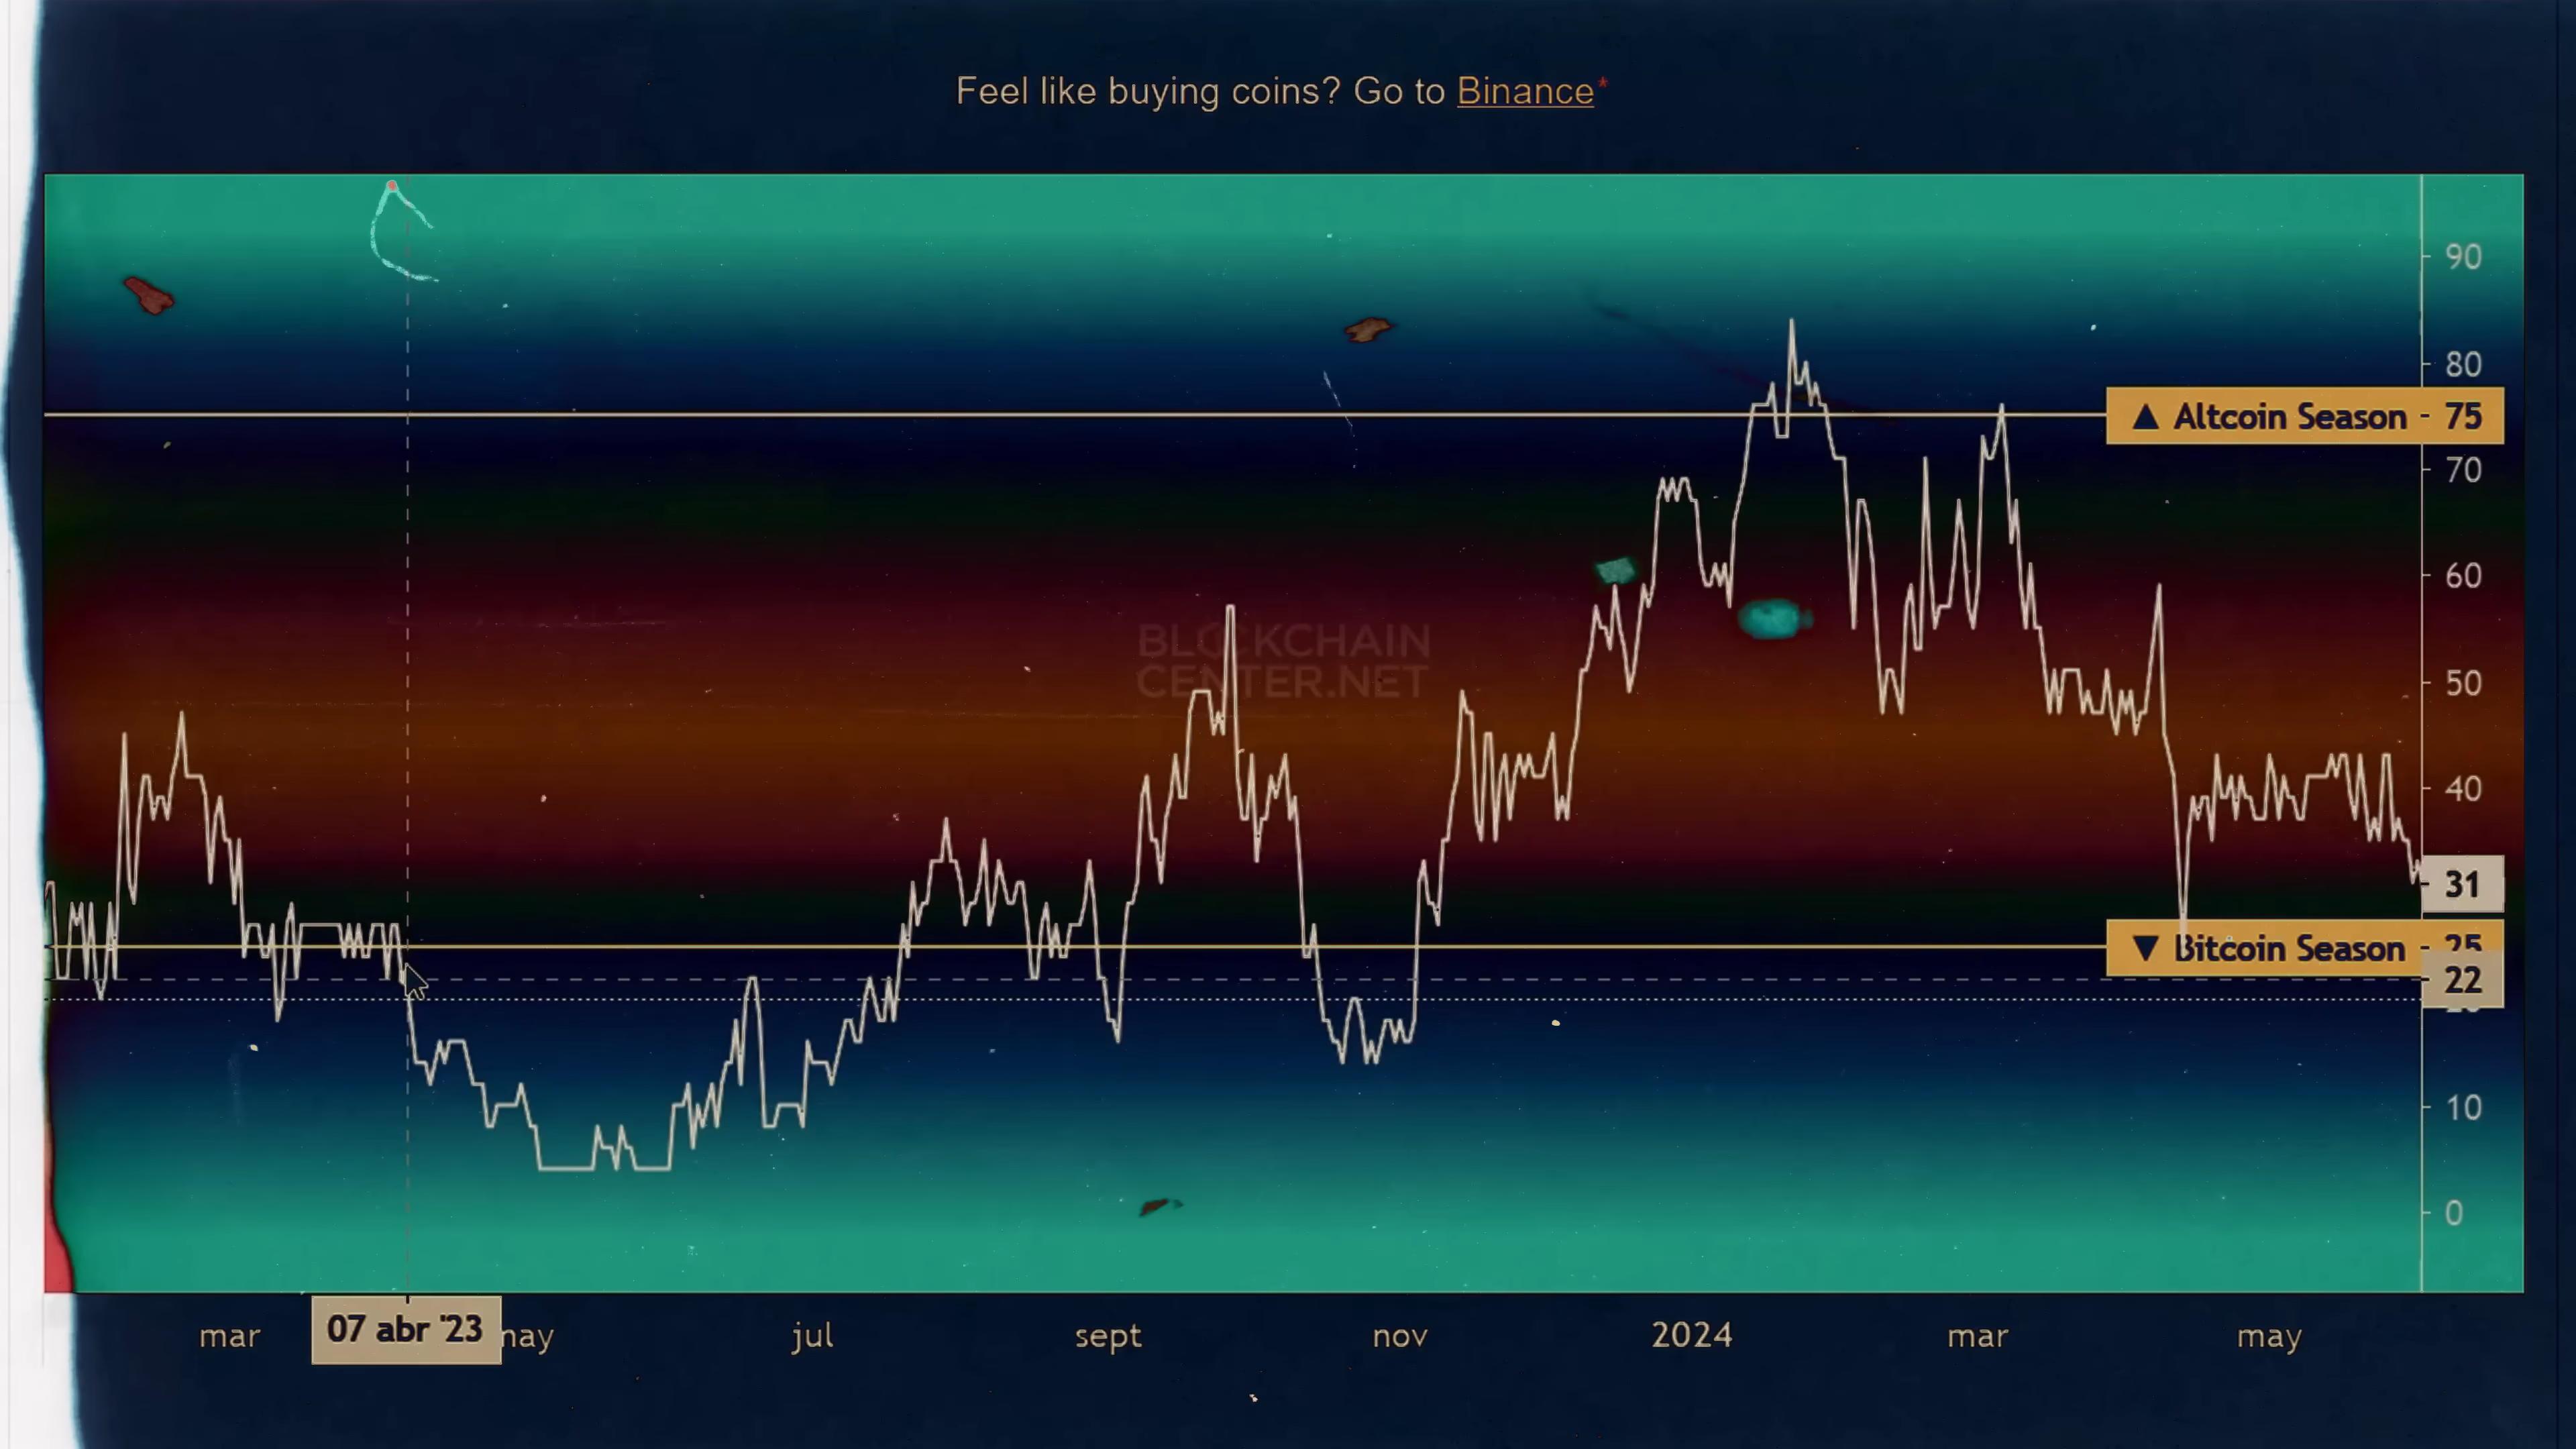 Feel like buying coins? Go to Binance*
90
80
▲ Altcoin Season - 75
70
60
BLOCKCHAIN
CENTER.NET
50
40
31
▼ Bitcoin Season - 25
22
10
0
mar 07 abr '23 may jul sept nov 2024 mar may